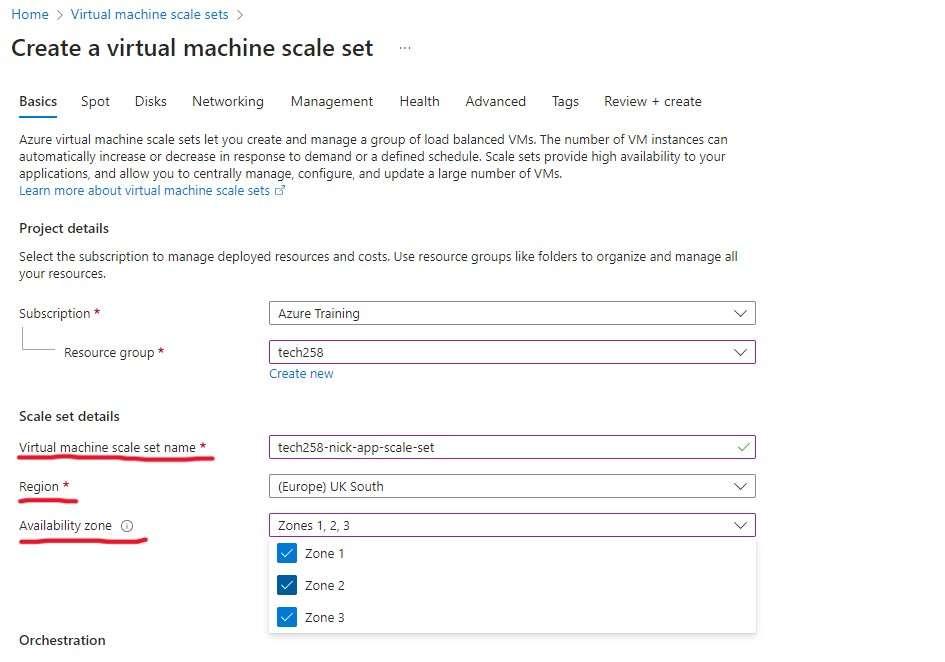 Home > Virtual machine scale sets >
Create a virtual machine scale set ...
Basics Spot Disks Networking Management Health Advanced Tags Review + create
Azure virtual machine scale sets let you create and manage a group of load balanced VMs. The number of VM instances can
automatically increase or decrease in response to demand or a defined schedule. Scale sets provide high availability to your
applications, and allow you to centrally manage, configure, and update a large number of VMs.
Learn more about virtual machine scale sets
Project details
Select the subscription to manage deployed resources and costs. Use resource groups like folders to organize and manage all
your resources.
Subscription * Azure Training
Resource group * tech258
Create new
Scale set details
Virtual machine scale set name * tech258-nick-app-scale-set
Region * (Europe) UK South
Availability zone Zones 1, 2, 3
Zone 1
Zone 2
Zone 3
Orchestration